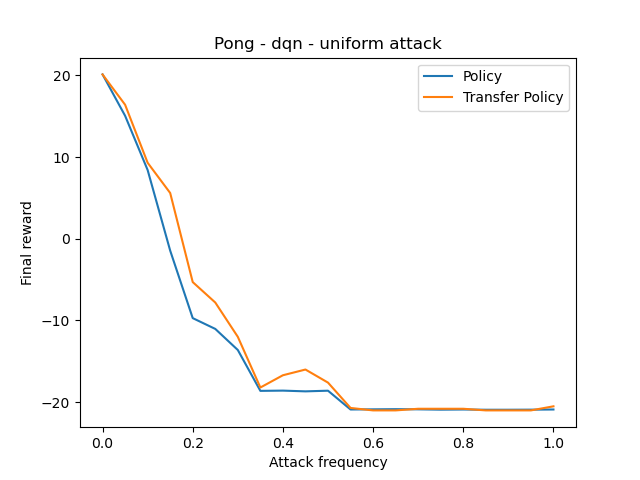 Pong - dqn - uniform attack
Policy
Transfer Policy
Final reward
20
10
0
−10
−20
0.0 0.2 0.4 0.6 0.8 1.0
Attack frequency